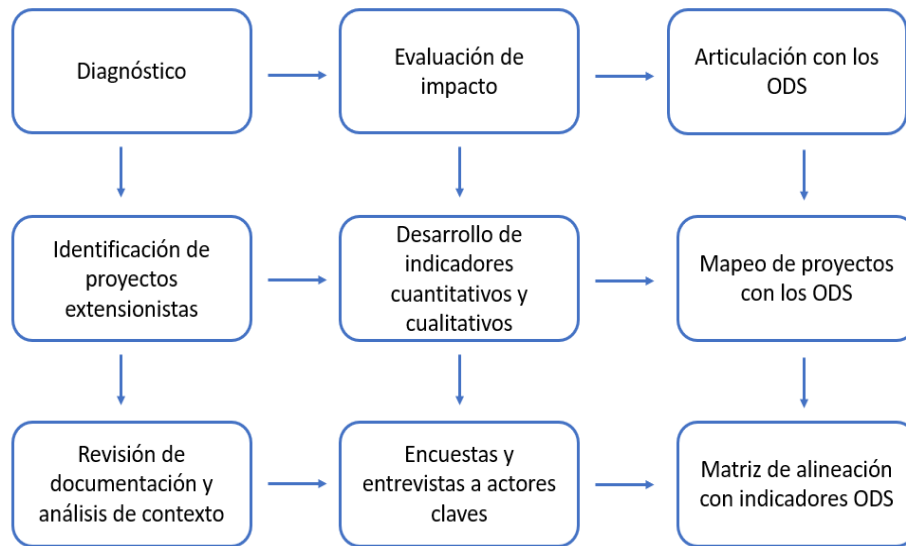 Diagnóstico
Evaluación de
impacto
Articulación con los
ODS
Identificación de
proyectos
extensionistas
Desarrollo de
indicadores
cuantitativos y
cualitativos
Mapeo de proyectos
con los ODS
Revisión de
documentación y
análisis de contexto
Encuestas y
entrevistas a actores
claves
Matriz de alineación
con indicadores ODS